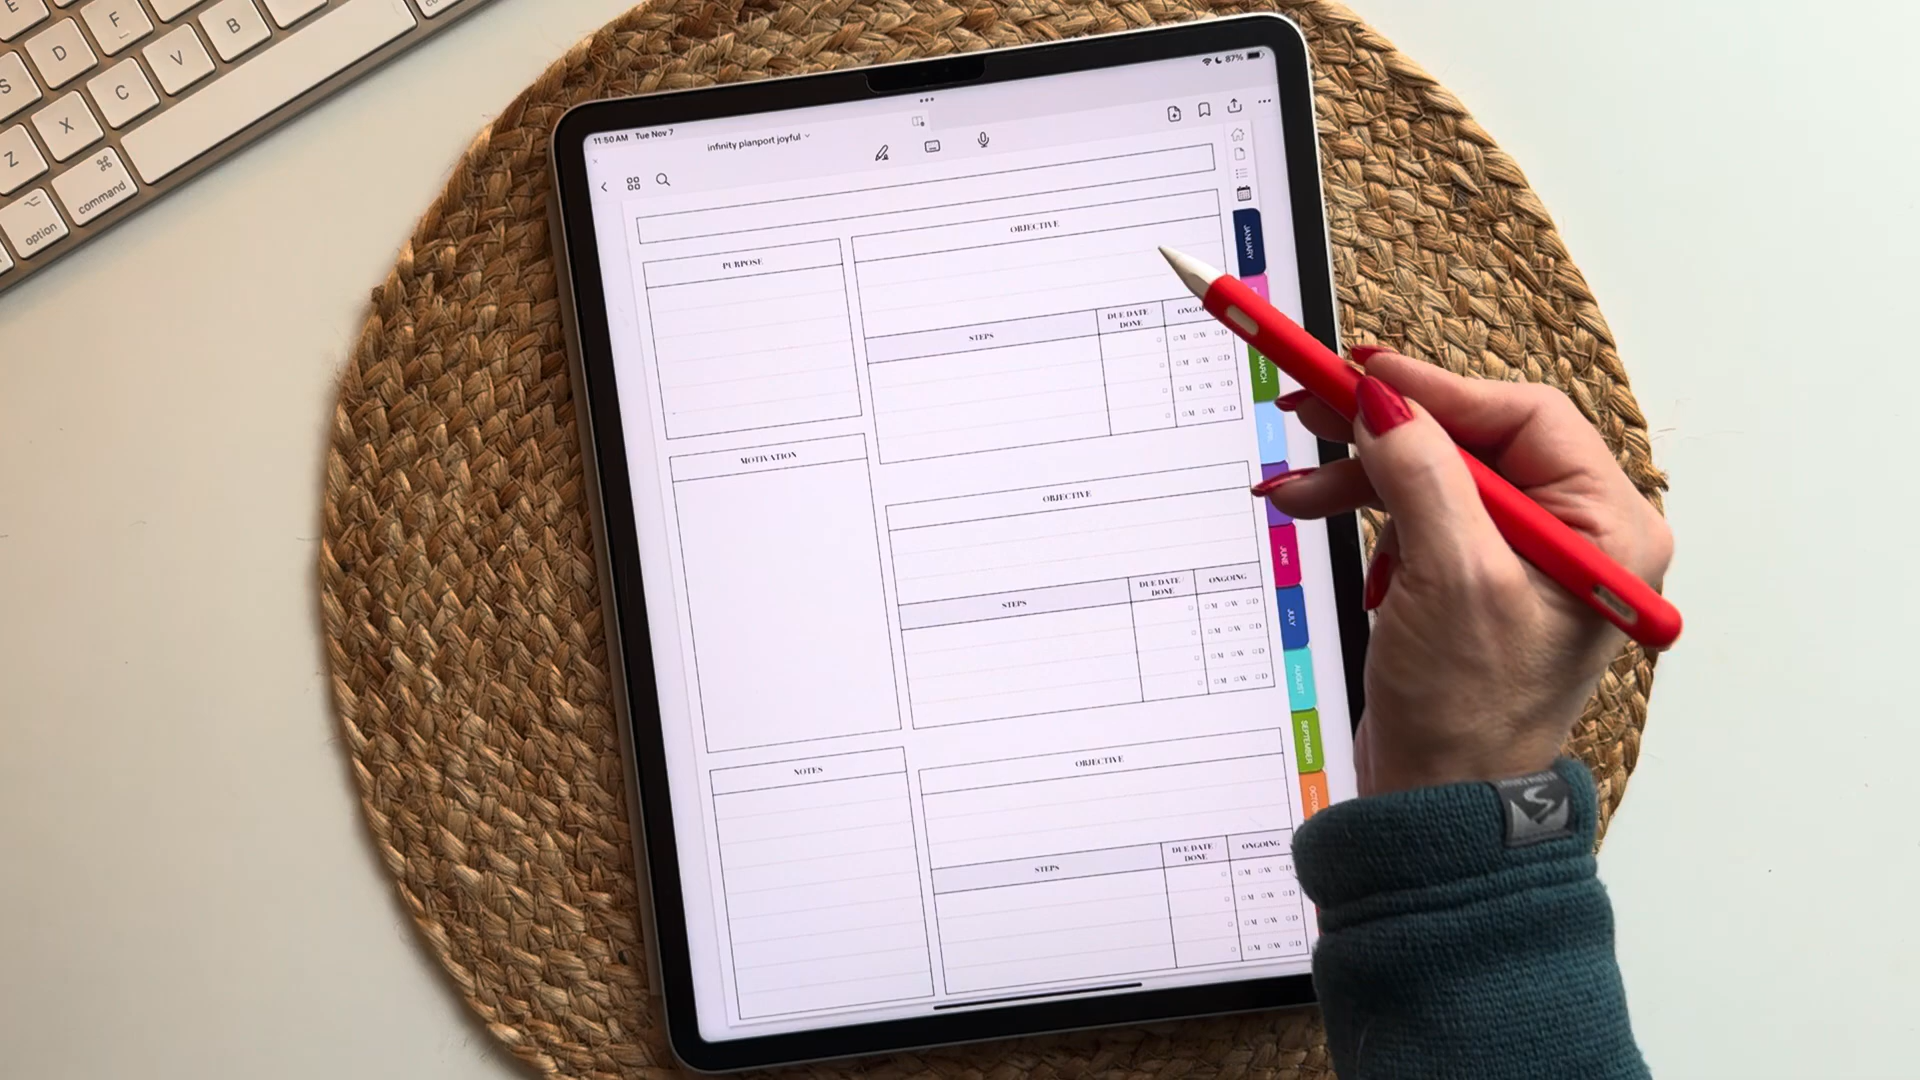 E
D
F
S
C
V
B
X
Z
⌘
command
⌥
option
11:50 AM Tue Nov 7
87%
infinity planport joyful
OBJECTIVE
PURPOSE
STEPS
DUE DATE / DONE
□M □W □D
□M □W □D
□M □W □D
□M □W □D
MOTIVATION
OBJECTIVE
STEPS
DUE DATE / DONE
ONGOING
□M □W □D
□M □W □D
□M □W □D
□M □W □D
NOTES
OBJECTIVE
STEPS
DUE DATE / DONE
ONGOING
□M □W □D
□M □W □D
□M □W □D
□M □W □D
JANUARY
MARCH
APRIL
JUNE
JULY
AUGUST
SEPTEMBER